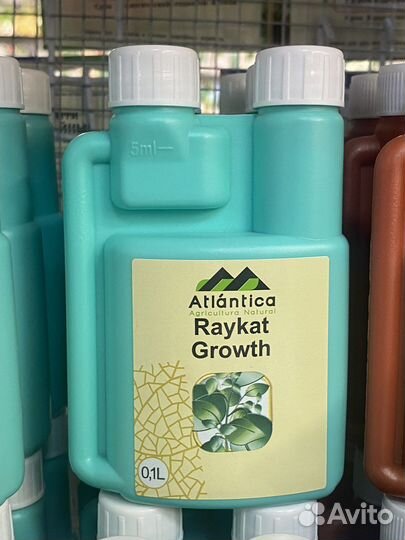 5ml
Atlántica
Agricultura Natural
Raykat
Growth
0,1L
Avito